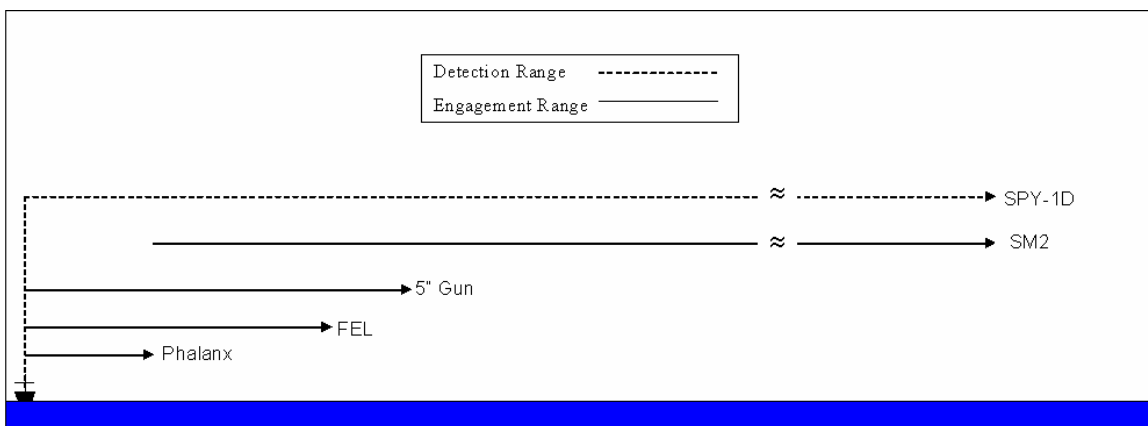 Detection Range
Engagement Range
≈
SPY-1D
≈
SM2
5" Gun
FEL
Phalanx